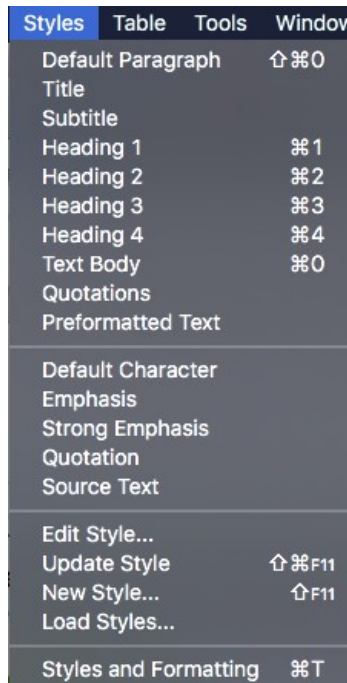 Styles Table Tools Window
Default Paragraph ⇧⌘0
Title
Subtitle
Heading 1 ⌘1
Heading 2 ⌘2
Heading 3 ⌘3
Heading 4 ⌘4
Text Body ⌘0
Quotations
Preformatted Text
Default Character
Emphasis
Strong Emphasis
Quotation
Source Text
Edit Style...
Update Style ⇧⌘F11
New Style... ⇧F11
Load Styles...
Styles and Formatting ⌘T